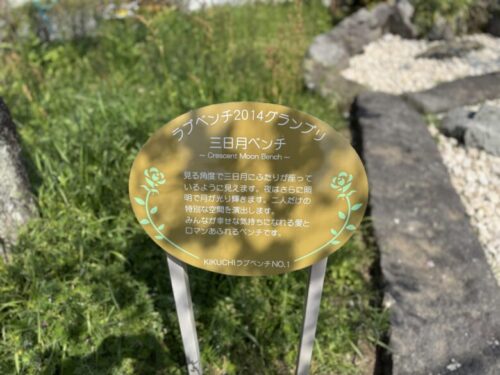 ラブベンチ2014グランプリ
三日月ベンチ
~ Crescent Moon Bench ~
見る角度で三日月にふたりが座って
いるように見えます。夜はさらに照
明で月が光り輝きます。二人だけの
特別な空間を演出します。
みんなが幸せな気持ちになれる愛と
ロマンあふれるベンチです。
KIKUCHIラブベンチNO.1